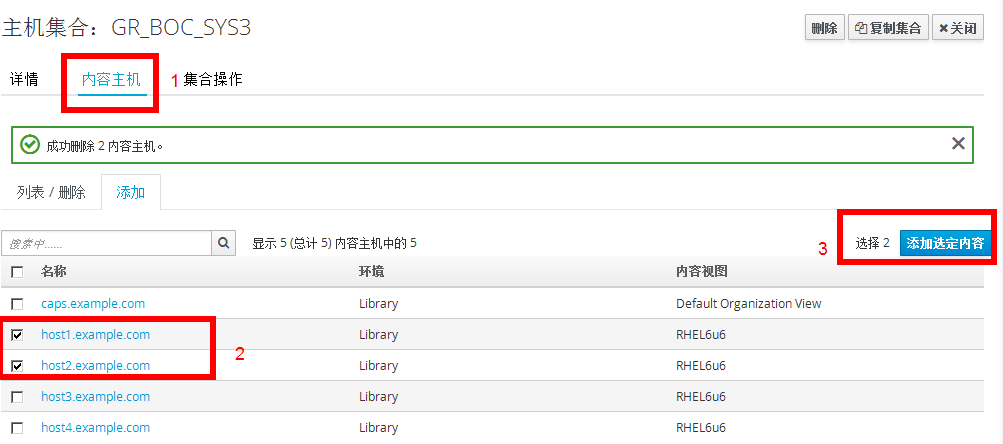 主机集合：GR_BOC_SYS3
删除 复制集合 关闭
详情 内容主机 1 集合操作
成功删除 2 内容主机。
列表 / 删除 添加
搜索中...... 显示 5 (总计 5) 内容主机中的 5 3 选择 2 添加选定内容
名称 环境 内容视图
caps.example.com Library Default Organization View
host1.example.com Library RHEL6u6
2
host2.example.com Library RHEL6u6
host3.example.com Library RHEL6u6
host4.example.com Library RHEL6u6